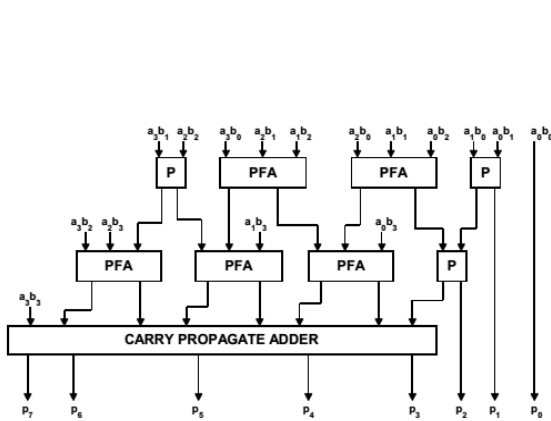 a₃b₁ a₂b₂ a₃b₀ a₂b₁ a₁b₂ a₂b₀ a₁b₁ a₀b₂ a₁b₀ a₀b₁ a₀b₀
P PFA PFA P
a₃b₂ a₂b₃ a₁b₃ a₀b₃
PFA PFA PFA P
a₃b₃
CARRY PROPAGATE ADDER
p₇ p₆ p₅ p₄ p₃ p₂ p₁ p₀